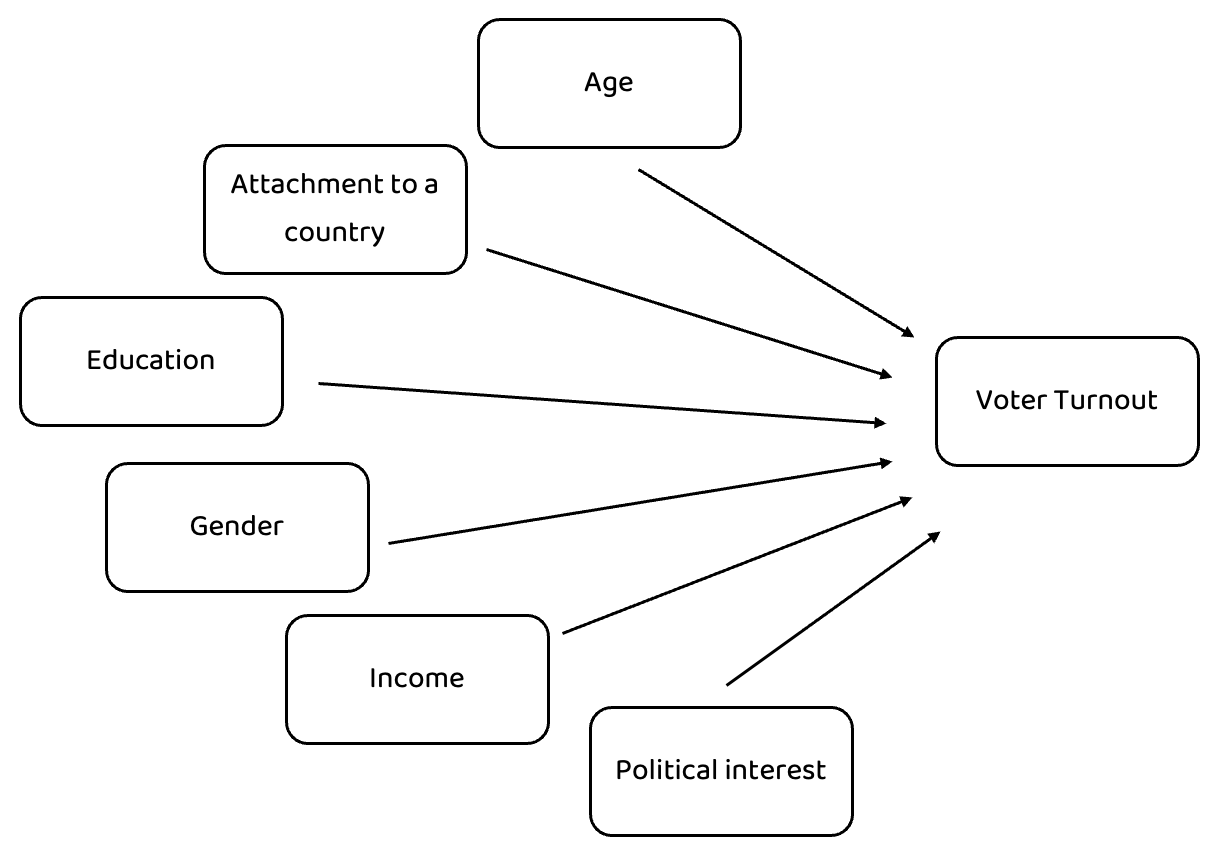 Age
Attachment to a
country
Education
Voter Turnout
Gender
Income
Political interest